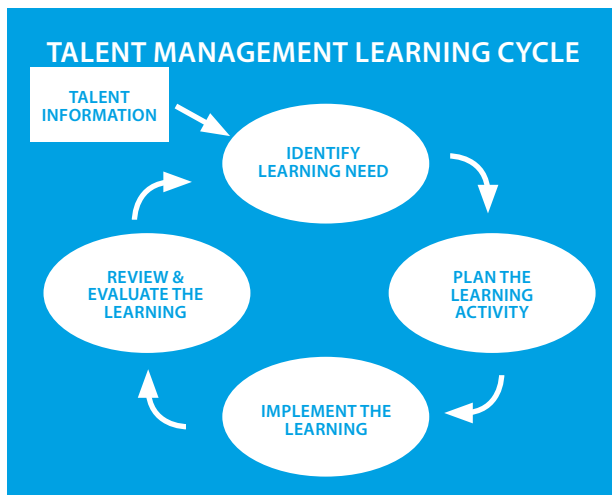 TALENT MANAGEMENT LEARNING CYCLE
TALENT
INFORMATION
IDENTIFY
LEARNING NEED
PLAN THE
LEARNING
ACTIVITY
IMPLEMENT THE
LEARNING
REVIEW &
EVALUATE THE
LEARNING